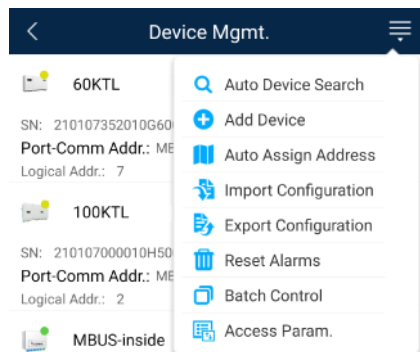 Device Mgmt.
60KTL
SN: 210107352010G60
Port-Comm Addr.: ME
Logical Addr.: 7
100KTL
SN: 210107000010H50
Port-Comm Addr.: ME
Logical Addr.: 2
MBUS-inside
Auto Device Search
Add Device
Auto Assign Address
Import Configuration
Export Configuration
Reset Alarms
Batch Control
Access Param.